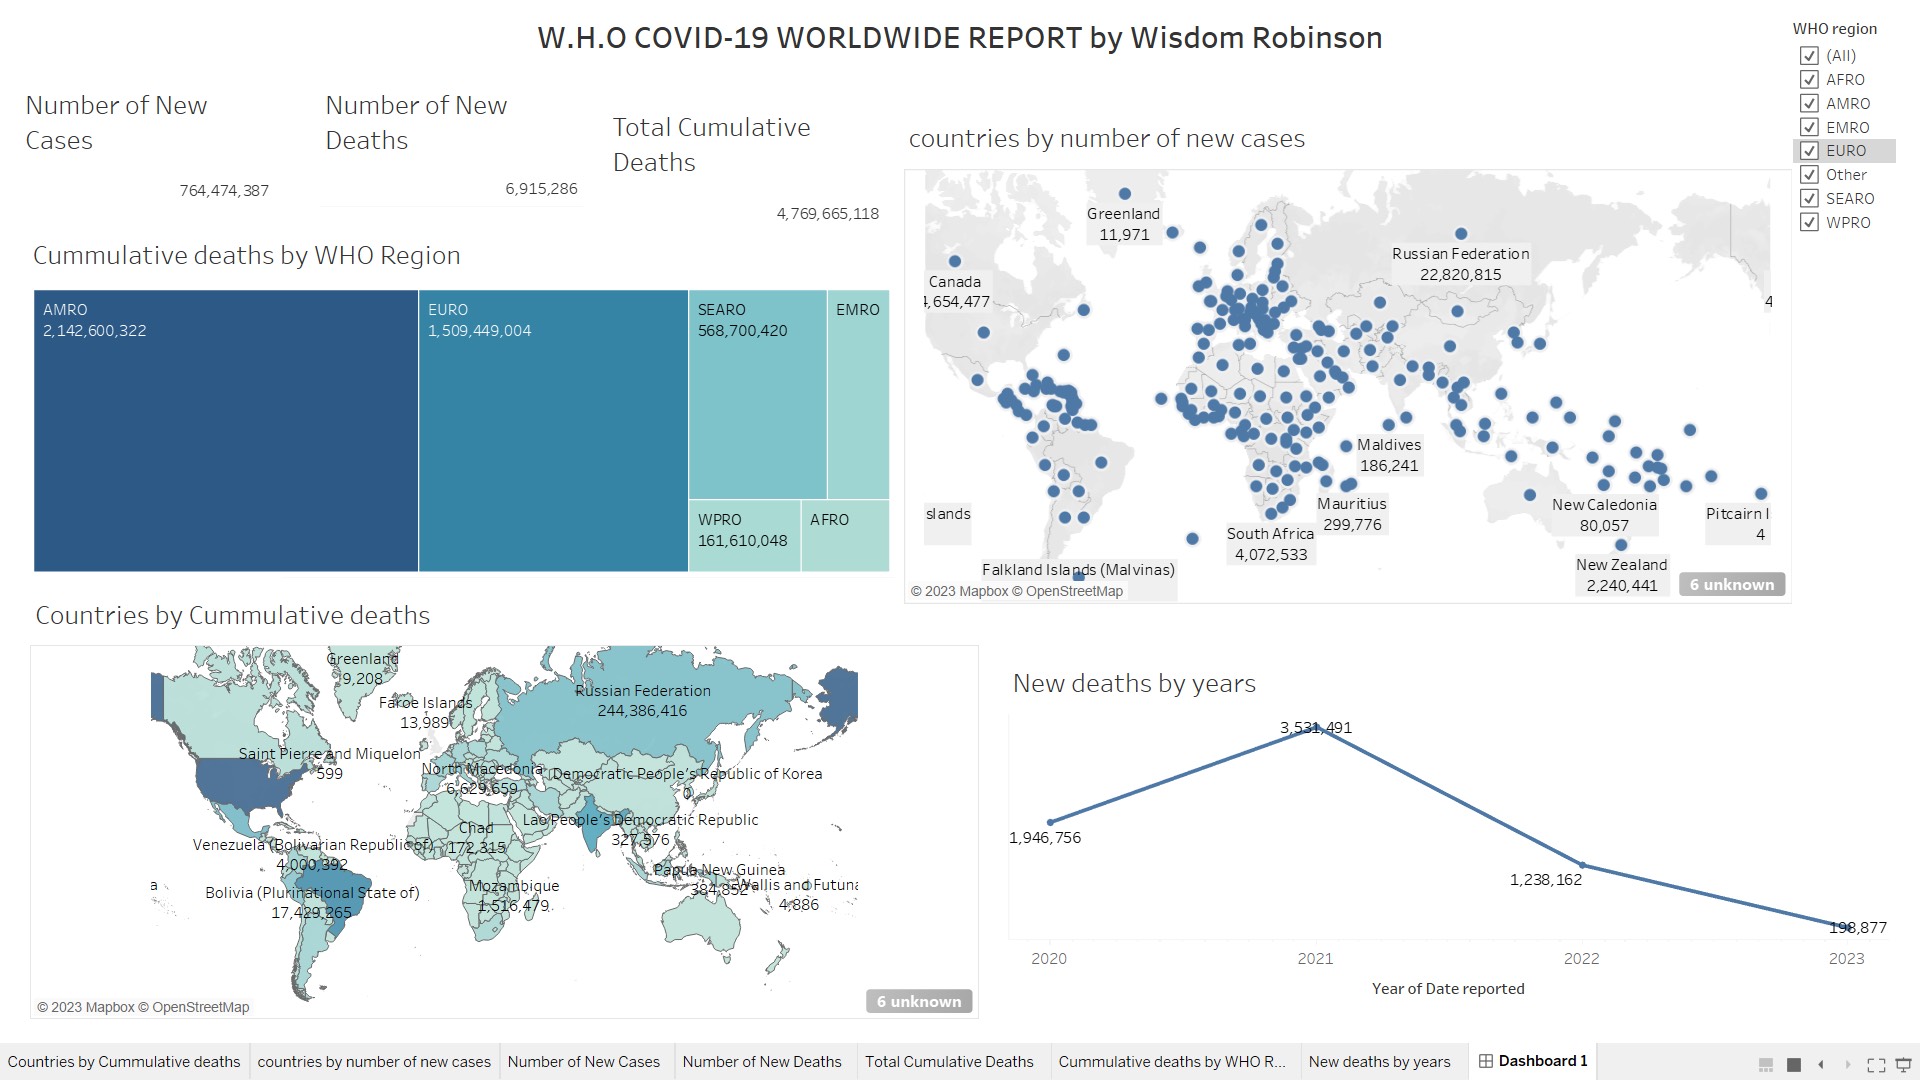 W.H.O COVID-19 WORLDWIDE REPORT by Wisdom Robinson
WHO region
(All)
AFRO
AMRO
EMRO
EURO
Other
SEARO
WPRO
Number of New
Cases
764,474,387
Number of New
Deaths
6,915,286
Total Cumulative
Deaths
4,769,665,118
Cummulative deaths by WHO Region
AMRO
2,142,600,322
EURO
1,509,449,004
SEARO
568,700,420
EMRO
WPRO
161,610,048
AFRO
countries by number of new cases
Greenland
11,971
Russian Federation
22,820,815
Canada
4,654,477
4
Maldives
186,241
Mauritius
299,776
South Africa
4,072,533
slands
New Caledonia
80,057
Pitcairn I
4
New Zealand
2,240,441
Falkland Islands (Malvinas)
© 2023 Mapbox © OpenStreetMap
6 unknown
Countries by Cummulative deaths
Greenland
9,208
Faroe Islands
13,989
Russian Federation
244,386,416
Saint Pierre and Miquelon
599
North Macedonia
6,629,659
Democratic People's Republic of Korea
0
Lao People's Democratic Republic
327,576
Chad
172,315
Venezuela (Bolivarian Republic of)
4,000,392
Bolivia (Plurinational State of)
17,429,265
Mozambique
1,516,479
Papua New Guinea
384,852
Wallis and Futuna
4,886
a
© 2023 Mapbox © OpenStreetMap
6 unknown
New deaths by years
3,531,491
1,946,756
1,238,162
198,877
2020
2021
2022
2023
Year of Date reported
Countries by Cummulative deaths
countries by number of new cases
Number of New Cases
Number of New Deaths
Total Cumulative Deaths
Cummulative deaths by WHO R...
New deaths by years
Dashboard 1